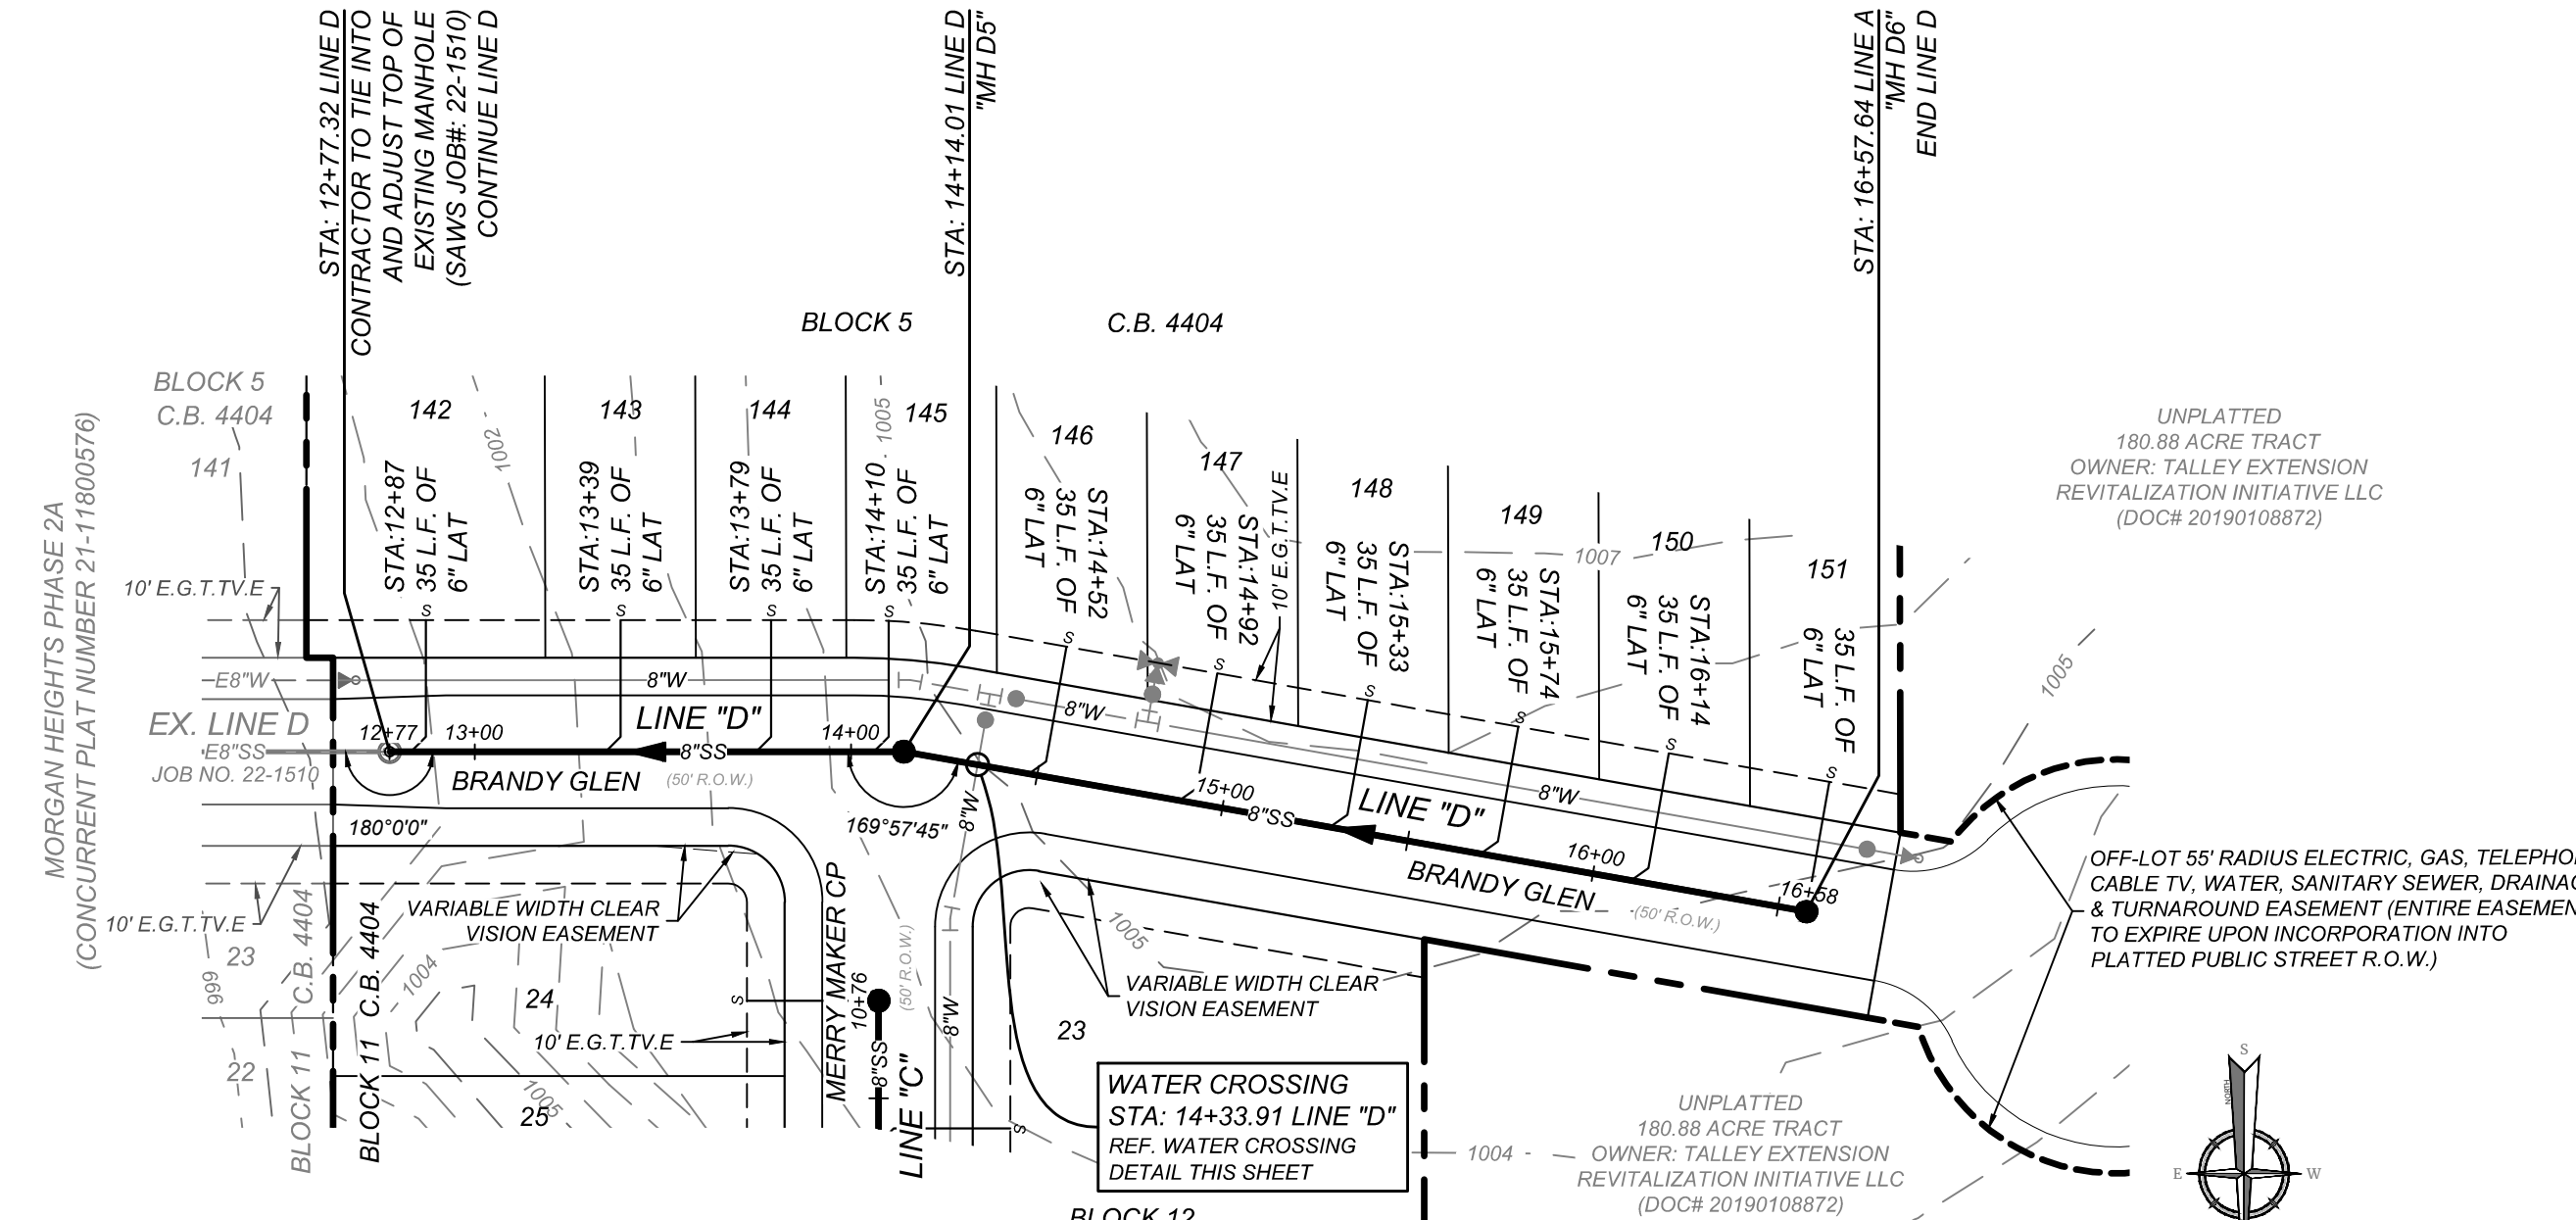 STA: 12+77.32 LINE D
CONTRACTOR TO TIE INTO
AND ADJUST TOP OF
EXISTING MANHOLE
(SAWS JOB#: 22-1510)
CONTINUE LINE D
STA: 14+14.01 LINE D
"MH D5"
STA: 16+57.64 LINE A
"MH D6"
END LINE D
BLOCK 5
C.B. 4404
BLOCK 5
C.B. 4404
141
142
143
144
145
146
147
148
149
150
151
1002
1005
1007
1005
UNPLATTED
180.88 ACRE TRACT
OWNER: TALLEY EXTENSION
REVITALIZATION INITIATIVE LLC
(DOC# 20190108872)
MORGAN HEIGHTS PHASE 2A
(CONCURRENT PLAT NUMBER 21-11800576)
STA:12+87
35 L.F. OF
6" LAT
STA:13+39
35 L.F. OF
6" LAT
STA:13+79
35 L.F. OF
6" LAT
STA:14+10
35 L.F. OF
6" LAT
STA:14+52
35 L.F. OF
6" LAT
STA:14+92
35 L.F. OF
6" LAT
10' E.G.T.TV.E
STA:15+33
35 L.F. OF
6" LAT
STA:15+74
35 L.F. OF
6" LAT
STA:16+14
35 L.F. OF
6" LAT
35 L.F. OF
6" LAT
10' E.G.T.TV.E
S
S
S
S
S
S
S
S
S
S
E8"W
8"W
8"W
8"W
EX. LINE D
E8"SS
JOB NO. 22-1510
12+77
13+00
LINE "D"
8"SS
14+00
BRANDY GLEN
(50' R.O.W.)
180°0'0"
169°57'45"
8"W
15+00
8"SS
LINE "D"
16+00
BRANDY GLEN
(50' R.O.W.)
16+58
OFF-LOT 55' RADIUS ELECTRIC, GAS, TELEPHO
CABLE TV, WATER, SANITARY SEWER, DRAINAG
& TURNAROUND EASEMENT (ENTIRE EASEMEN
TO EXPIRE UPON INCORPORATION INTO
PLATTED PUBLIC STREET R.O.W.)
10' E.G.T.TV.E
23
22
999
BLOCK 11 C.B. 4404
BLOCK 11 C.B. 4404
VARIABLE WIDTH CLEAR
VISION EASEMENT
1004
24
S
10' E.G.T.TV.E
25
1005
MERRY MAKER CP
10+76
(50' R.O.W.)
8"SS
LINE "C"
8"W
S
1005
VARIABLE WIDTH CLEAR
VISION EASEMENT
23
WATER CROSSING
STA: 14+33.91 LINE "D"
REF. WATER CROSSING
DETAIL THIS SHEET
BLOCK 12
1004
UNPLATTED
180.88 ACRE TRACT
OWNER: TALLEY EXTENSION
REVITALIZATION INITIATIVE LLC
(DOC# 20190108872)
S
NORTH
E
W